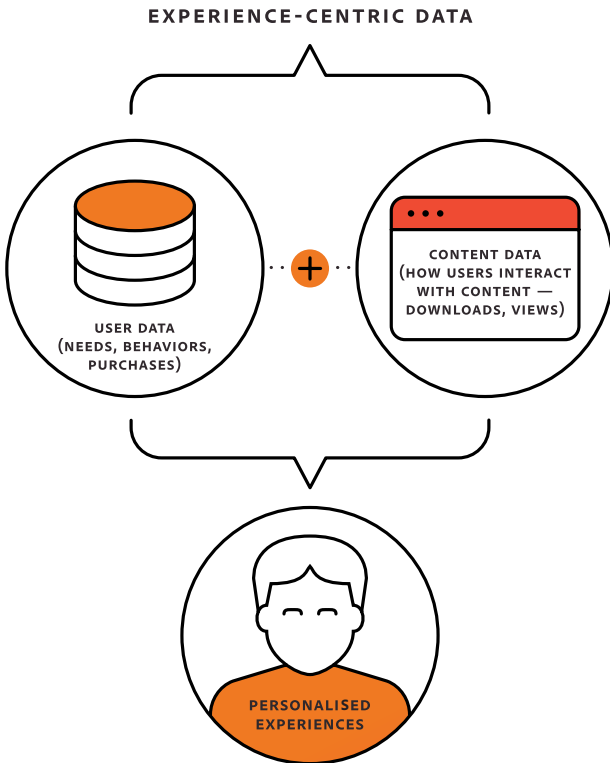 EXPERIENCE-CENTRIC DATA
USER DATA
(NEEDS, BEHAVIORS,
PURCHASES)
CONTENT DATA
(HOW USERS INTERACT
WITH CONTENT —
DOWNLOADS, VIEWS)
PERSONALISED
EXPERIENCES